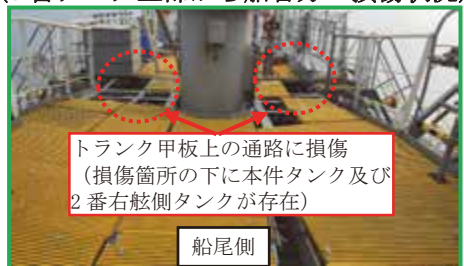 トランク甲板上の通路に損傷
(損傷箇所の下に本件タンク及び
2番右舷側タンクが存在)
船尾側